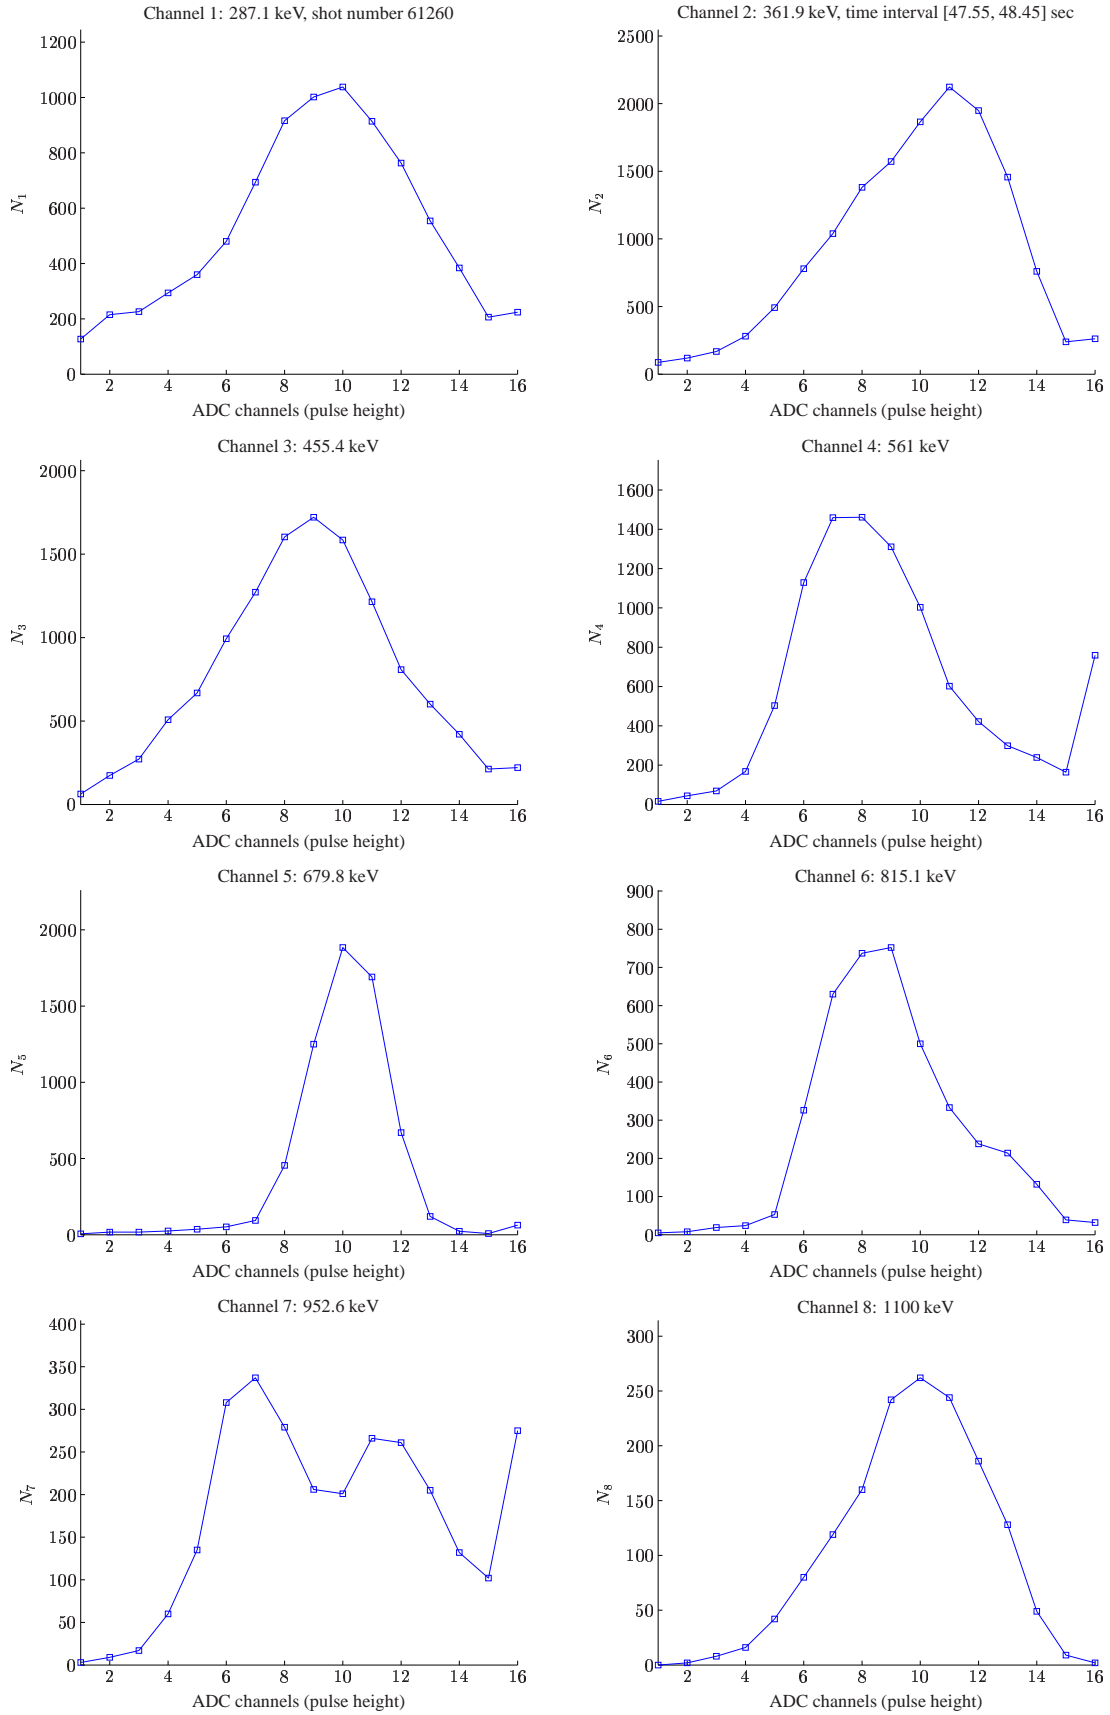 Channel 1: 287.1 keV, shot number 61260
1200
1000
800
600
400
200
0
N₁
2 4 6 8 10 12 14 16
ADC channels (pulse height)
Channel 2: 361.9 keV, time interval [47.55, 48.45] sec
2500
2000
1500
1000
500
0
N₂
2 4 6 8 10 12 14 16
ADC channels (pulse height)
Channel 3: 455.4 keV
2000
1500
1000
500
0
N₃
2 4 6 8 10 12 14 16
ADC channels (pulse height)
Channel 4: 561 keV
1600
1400
1200
1000
800
600
400
200
0
N₄
2 4 6 8 10 12 14 16
ADC channels (pulse height)
Channel 5: 679.8 keV
2000
1500
1000
500
0
N₅
2 4 6 8 10 12 14 16
ADC channels (pulse height)
Channel 6: 815.1 keV
900
800
700
600
500
400
300
200
100
0
N₆
2 4 6 8 10 12 14 16
ADC channels (pulse height)
Channel 7: 952.6 keV
400
350
300
250
200
150
100
50
0
N₇
2 4 6 8 10 12 14 16
ADC channels (pulse height)
Channel 8: 1100 keV
300
250
200
150
100
50
0
N₈
2 4 6 8 10 12 14 16
ADC channels (pulse height)